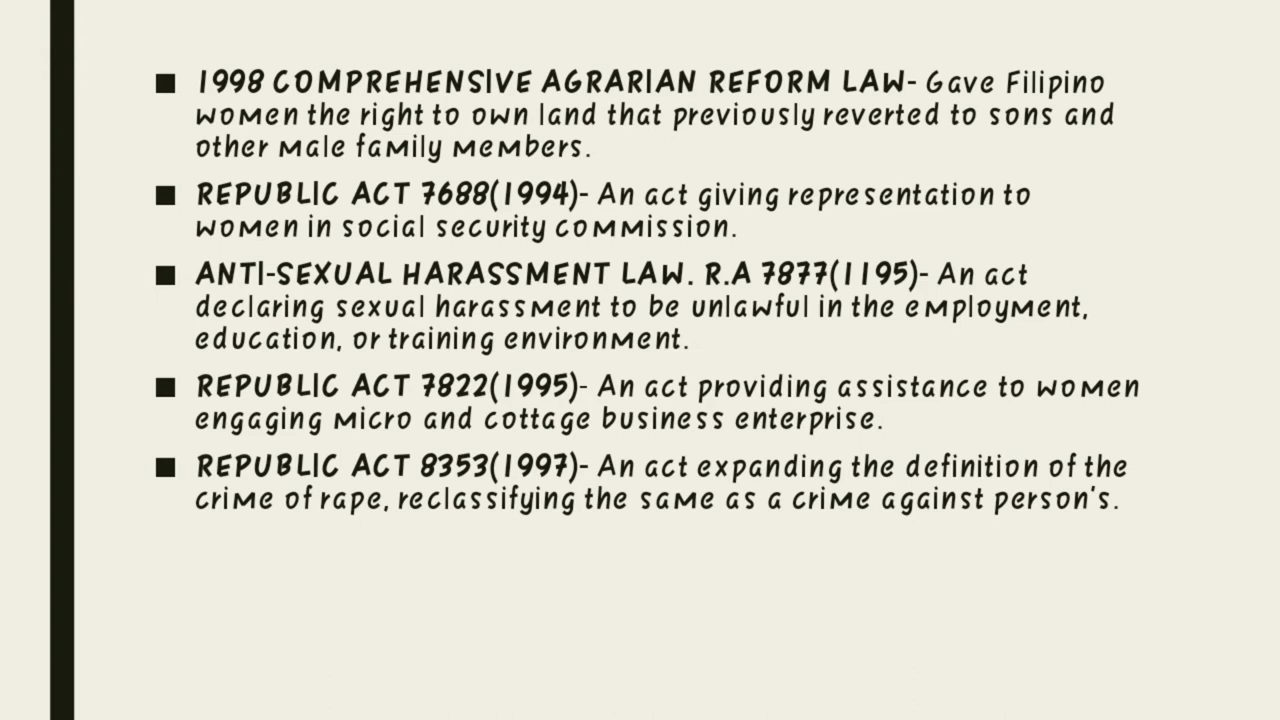 ■ 1998 COMPREHENSIVE AGRARIAN REFORM LAW- Gave Filipino
women the right to own land that previously reverted to sons and
other male family members.
■ REPUBLIC ACT 7688(1994)- An act giving representation to
women in social security commission.
■ ANTI-SEXUAL HARASSMENT LAW. R.A 7877(1195)- An act
declaring sexual harassment to be unlawful in the employment,
education, or training environment.
■ REPUBLIC ACT 7822(1995)- An act providing assistance to women
engaging micro and cottage business enterprise.
■ REPUBLIC ACT 8353(1997)- An act expanding the definition of the
crime of rape, reclassifying the same as a crime against person's.